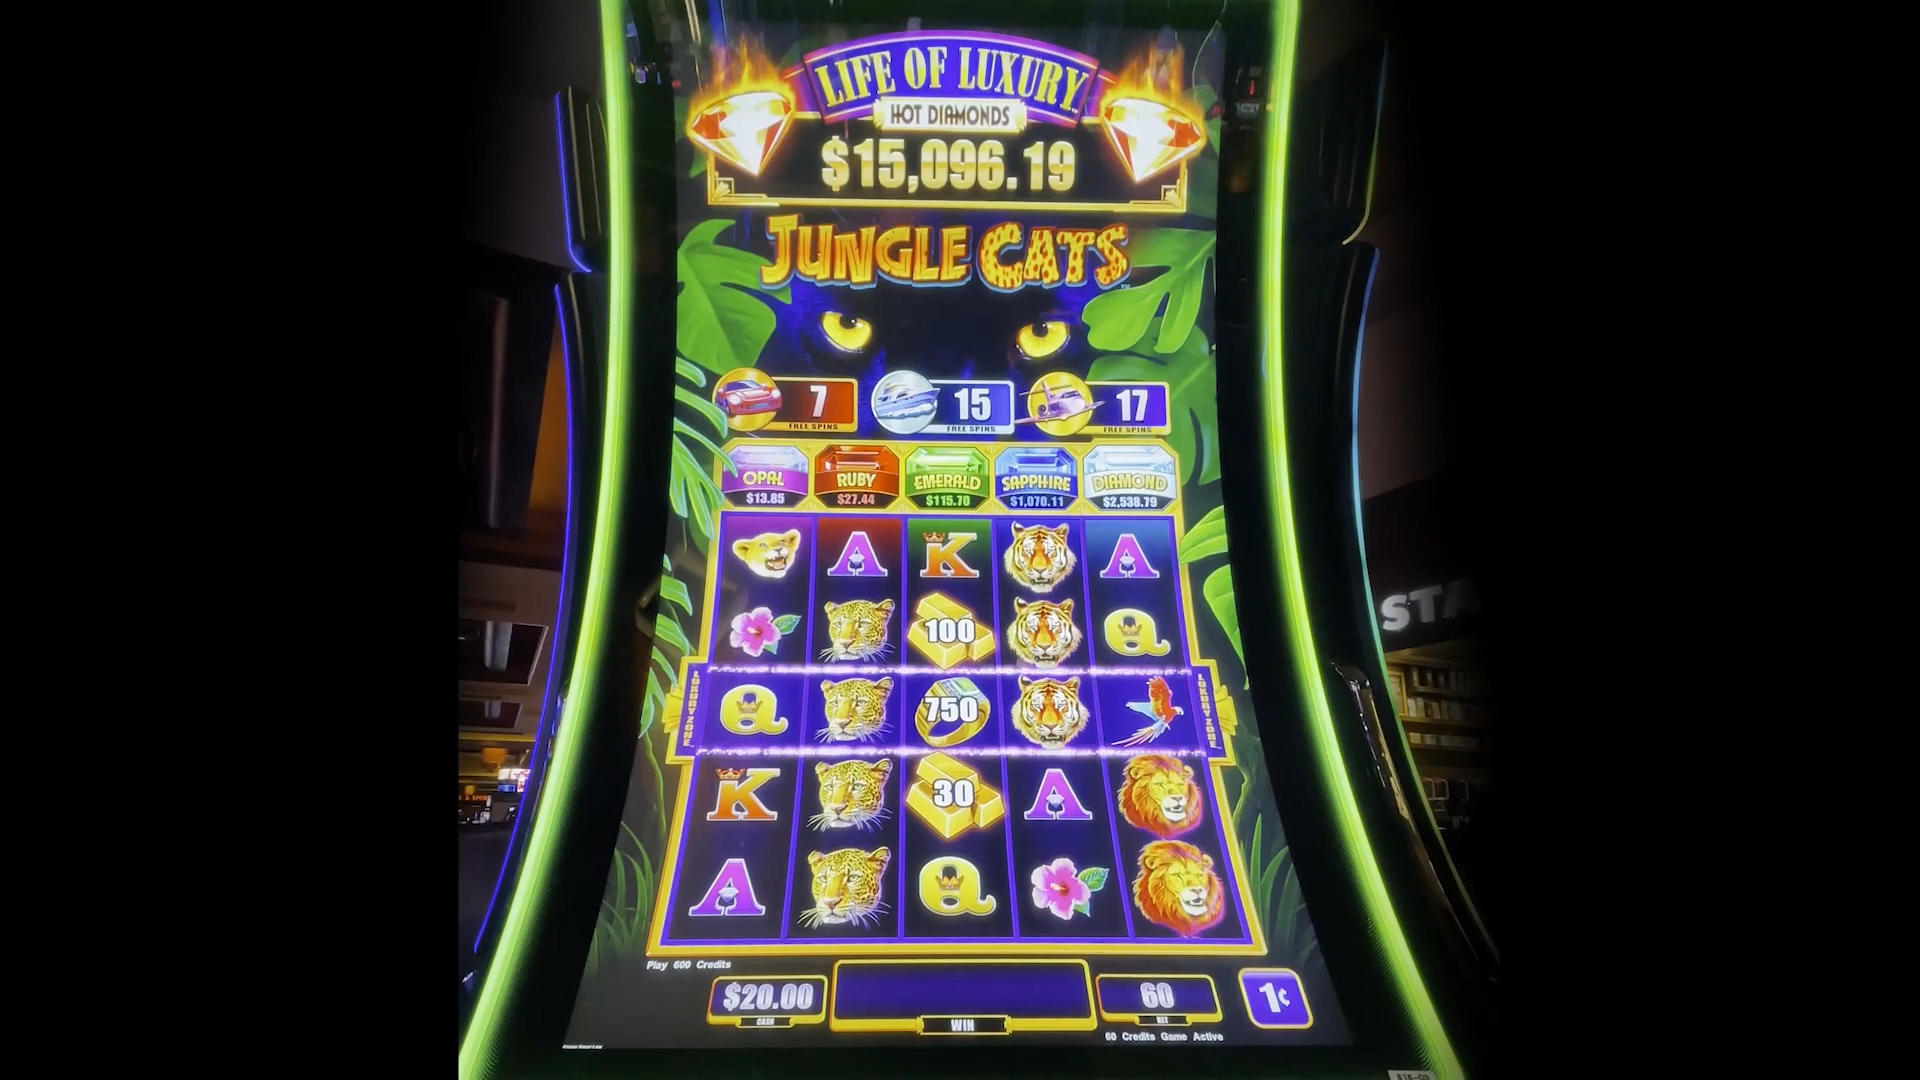 LIFE OF LUXURY
HOT DIAMONDS
$15,096.19
JUNGLE CATS
TM
7
FREE SPINS
15
FREE SPINS
17
FREE SPINS
OPAL
$13.85
RUBY
$27.44
EMERALD
$115.70
SAPPHIRE
$1,070.11
DIAMOND
$2,538.79
A
K
A
100
Q
LUXURY ZONE
Q
750
LUXURY ZONE
K
30
A
A
Q
Play 600 Credits
$20.00
CASH
WIN
60
BET
1¢
60 Credits Game Active
STA